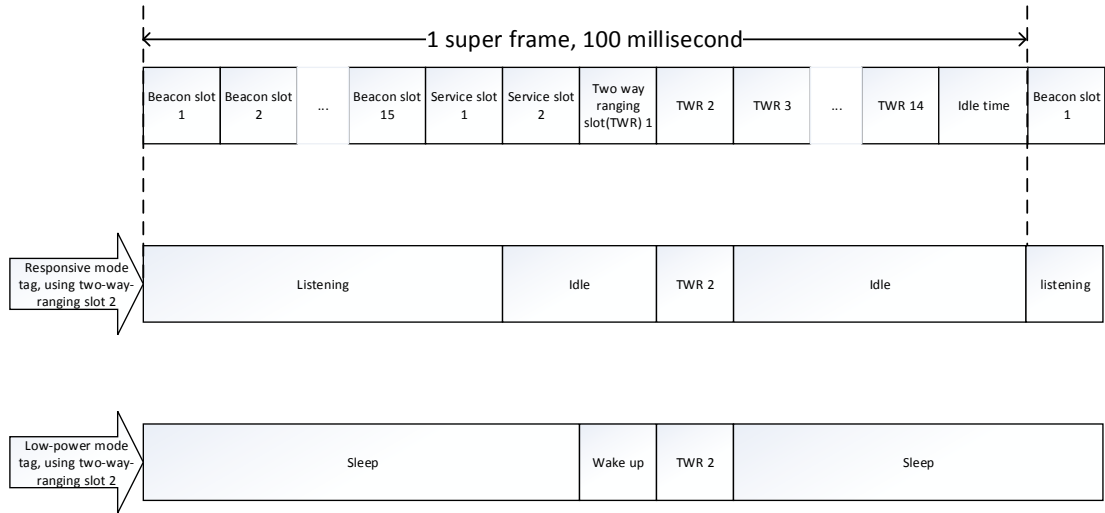 1 super frame, 100 millisecond
Beacon slot
1
Beacon slot
2
...
Beacon slot
15
Service slot
1
Service slot
2
Two way
ranging
slot(TWR) 1
TWR 2
TWR 3
...
TWR 14
Idle time
Beacon slot
1
Responsive mode
tag, using two-way-
ranging slot 2
Listening
Idle
TWR 2
Idle
listening
Low-power mode
tag, using two-way-
ranging slot 2
Sleep
Wake up
TWR 2
Sleep